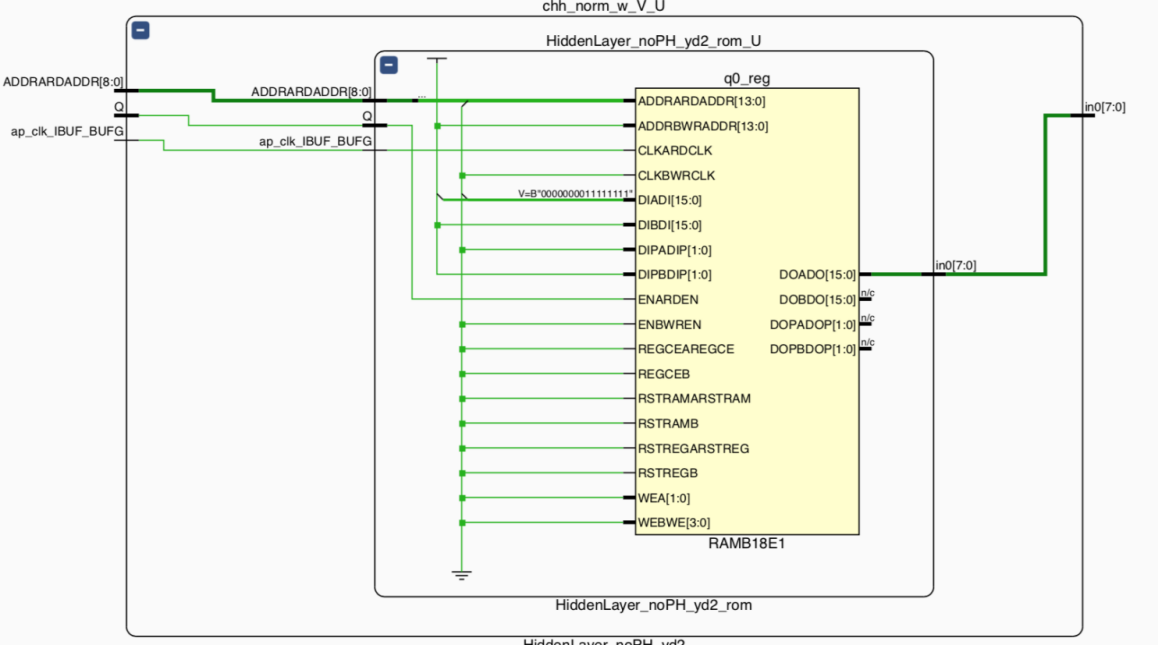 chh_norm_w_V_U
HiddenLayer_noPH_yd2_rom_U
q0_reg
ADDRARDADDR[8:0]
ADDRARDADDR[8:0]
...
ADDRARDADDR[13:0]
in0[7:0]
Q
Q
ADDRBWRADDR[13:0]
ap_clk_IBUF_BUFG
ap_clk_IBUF_BUFG
CLKARDCLK
CLKBWRCLK
V=B"0000000011111111"
DIADI[15:0]
DIBDI[15:0]
DIPADIP[1:0]
DIPBDIP[1:0]
DOADO[15:0]
in0[7:0]
ENARDEN
DOBDO[15:0]
n/c
ENBWREN
DOPADOP[1:0]
n/c
REGCEAREGCE
DOPBDOP[1:0]
n/c
REGCEB
RSTRAMARSTRAM
RSTRAMB
RSTREGARSTREG
RSTREGB
WEA[1:0]
WEBWE[3:0]
RAMB18E1
HiddenLayer_noPH_yd2_rom
HiddenLayer_noPH_yd2